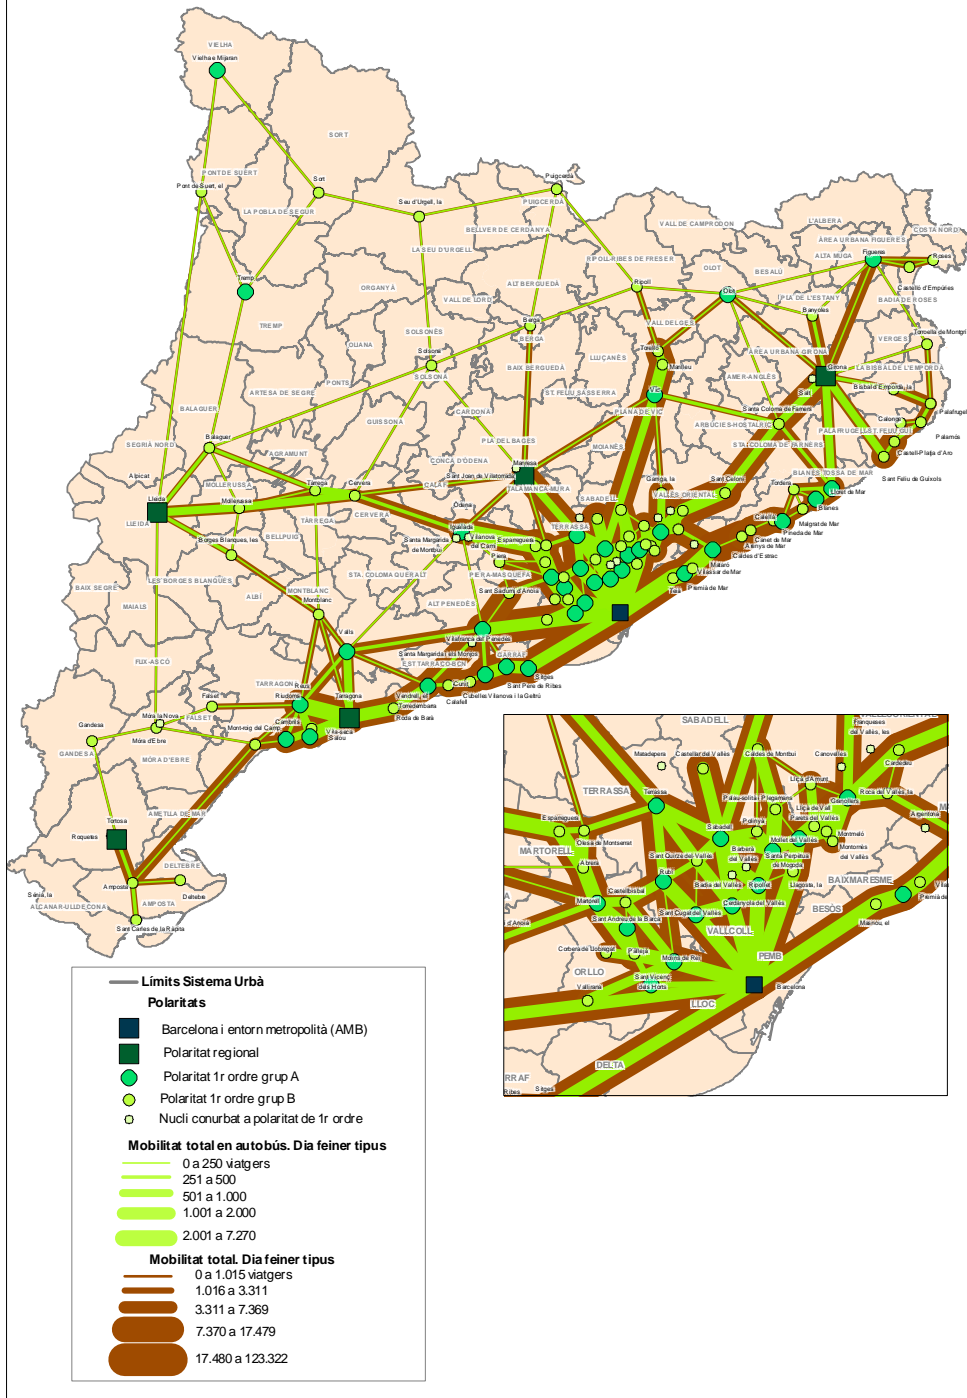 VIELHA
Vielha e Mijaran
SORT
PONT DE SUERT
Pont de Suert, el
Sort
LA POBLA DE SEGUR
Seu d'Urgell, la
Puigcerdà
PUIGCERDÀ
BELLVER DE CERDANYA
LA SEU D'URGELL
VALL DE CAMPRODON
L'ALBERA
COSTA NORD
ÀREA URBANA FIGUERES
ALTA MUGA
Figueres
Roses
Castelló d'Empúries
BADIA DE ROSES
RIPOLL-RIBES DE FRESER
OLOT
BESALÚ
Ripoll
Olot
PLA DE L'ESTANY
Banyoles
Tremp
TREMP
ORGANYÀ
ALT BERGUEDÀ
VALL DE LORD
Berga
BERGA
VALL DEL GES
Torelló
Manlleu
VERGES
Torroella de Montgrí
ÀREA URBANA GIRONA
Girona
Salt
LA BISBAL DE L'EMPORDÀ
Bisbal d'Empordà, la
OLIANA
SOLSONÈS
Solsona
SOLSONA
BAIX BERGUEDÀ
LLUÇANÈS
ST. FELIU SASSERRA
Vic
PLANA DE VIC
AMER-ANGLÈS
Palafrugell
Calonge
Palamós
PALAFRUGELL ST. FELIU GUI
Castell-Platja d'Aro
Sant Feliu de Guíxols
PONTS
ARTESA DE SEGRE
BALAGUER
Balaguer
CARDONA
GUISSONA
PLA DEL BAGES
MOIANÈS
Santa Coloma de Farners
ARBÚCIES-HOSTALRIC
STA. COLOMA DE FARNERS
SEGRIÀ NORD
AGRAMUNT
CONCA D'ÒDENA
Manresa
Sant Joan de Vilatorrada
TALAMANCA-MURA
SABADELL
Garriga, la
Sant Celoni
VALLÈS ORIENTAL
BLANES TOSSA DE MAR
Tordera
Lloret de Mar
Blanes
Malgrat de Mar
Pineda de Mar
Calella
Canet de Mar
Arenys de Mar
Caldes d'Estrac
Mataró
Vilassar de Mar
Premià de Mar
Teià
Alpicat
Lleida
LLEIDA
MOLLERUSSA
Mollerussa
Tàrrega
TÀRREGA
Cervera
CERVERA
CALAF
Òdena
Igualada
Santa Margarida
de Montbui
Vilanova
del Camí
Esparreguera
TERRASSA
Piera
PIERA-MASQUEFA
Sant Sadurní d'Anoia
Borges Blanques, les
BELLPUIG
LES BORGES BLANQUES
ALBÍ
MONTBLANC
Montblanc
STA. COLOMA QUERALT
ALT PENEDÈS
Vilafranca del Penedès
Santa Margarida i els Monjos
GARRAF
BAIX SEGRE
MAIALS
Valls
EST TARRACO-BCN
FLIX-ASCÓ
TARRAGON
Reus
Riudoms
Tarragona
Vendrell, el
Torredembarra
Roda de Barà
Cunit
Calafell
Cubelles
Vilanova i la Geltrú
Sant Pere de Ribes
Sitges
Falset
FALSET
Móra la Nova
Móra d'Ebre
MÓRA D'EBRE
Mont-roig del Camp
Cambrils
Vila-seca
Salou
Gandesa
GANDESA
AMETLLA DE MAR
Tortosa
Roquetes
DELTEBRE
Deltebre
Amposta
AMPOSTA
Sénia, la
ALCANAR-ULLDECONA
Sant Carles de la Ràpita
SABADELL
Franqueses
del Vallès, les
Matadepera
Castellar del Vallès
Caldes de Montbui
Canovelles
Cardedeu
TERRASSA
Terrassa
Palau-solità i Plegamans
Lliçà d'Amunt
Granollers
Roca del Vallès, la
Lliçà de Vall
Argentona
Esparreguera
Olesa de Montserrat
Sabadell
Polinyà
Parets del Vallès
Montmeló
Mollet del Vallès
Montornès
del Vallès
MARTORELL
Abrera
Sant Quirze del Vallès
Barberà
del Vallès
Santa Perpètua
de Mogoda
Rubí
Badia del Vallès
Ripollet
Llagosta, la
BAIX MARESME
Castellbisbal
Martorell
Cerdanyola del Vallès
Premià de
Sant Andreu de la Barca
Sant Cugat del Vallès
BESÒS
Masnou, el
d'Anoia
VALLCOLL
Corbera de Llobregat
Pallejà
Molins de Rei
PEMB
ORLLO
Vallirana
Sant Vicenç
dels Horts
Barcelona
LLOC
DELTA
RRAF
Ribes
Sitges
Límits Sistema Urbà
Polaritats
Barcelona i entorn metropolità (AMB)
Polaritat regional
Polaritat 1r ordre grup A
Polaritat 1r ordre grup B
Nucli conurbat a polaritat de 1r ordre
Mobilitat total en autobús. Dia feiner tipus
0 a 250 viatgers
251 a 500
501 a 1.000
1.001 a 2.000
2.001 a 7.270
Mobilitat total. Dia feiner tipus
0 a 1.015 viatgers
1.016 a 3.311
3.311 a 7.369
7.370 a 17.479
17.480 a 123.322